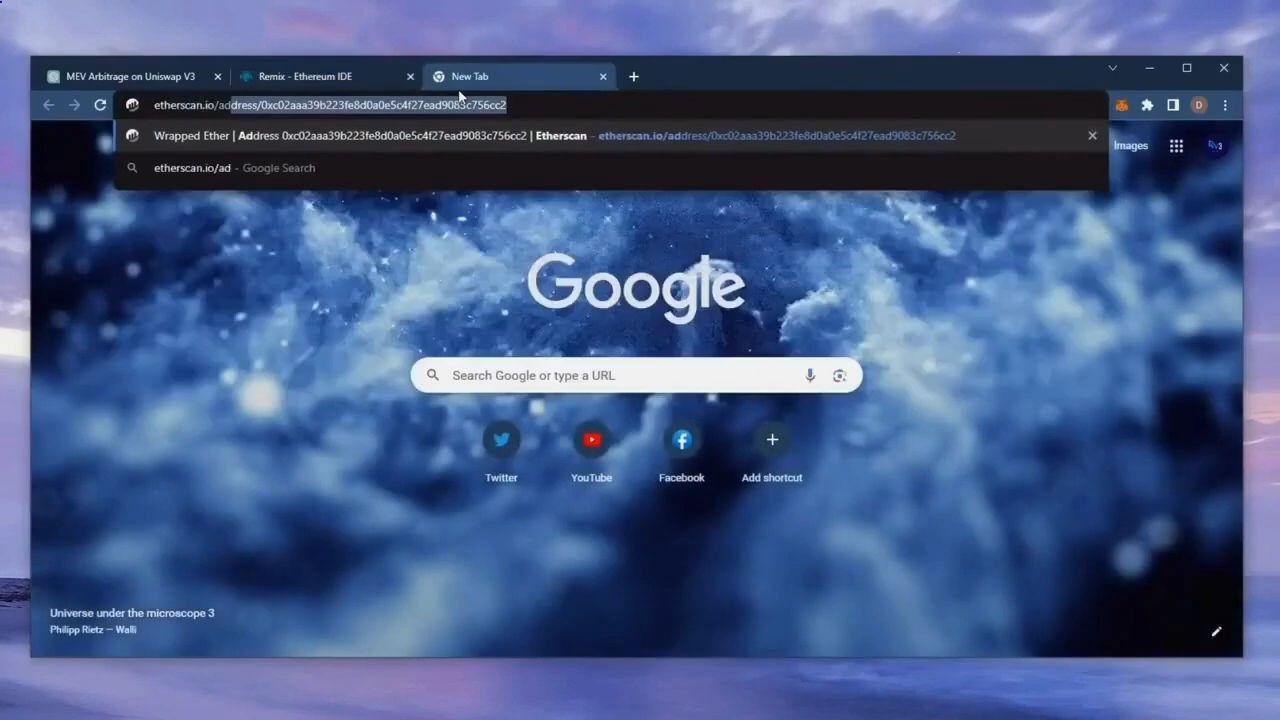 MEV Arbitrage on Uniswap V3
Remix - Ethereum IDE
New Tab
etherscan.io/address/0xc02aaa39b223fe8d0a0e5c4f27ead9083c756cc2
D
Wrapped Ether | Address 0xc02aaa39b223fe8d0a0e5c4f27ead9083c756cc2 | Etherscan - etherscan.io/address/0xc02aaa39b223fe8d0a0e5c4f27ead9083c756cc2
Images
etherscan.io/ad - Google Search
Google
Search Google or type a URL
Twitter
YouTube
Facebook
Add shortcut
Universe under the microscope 3
Philipp Rietz — Walli